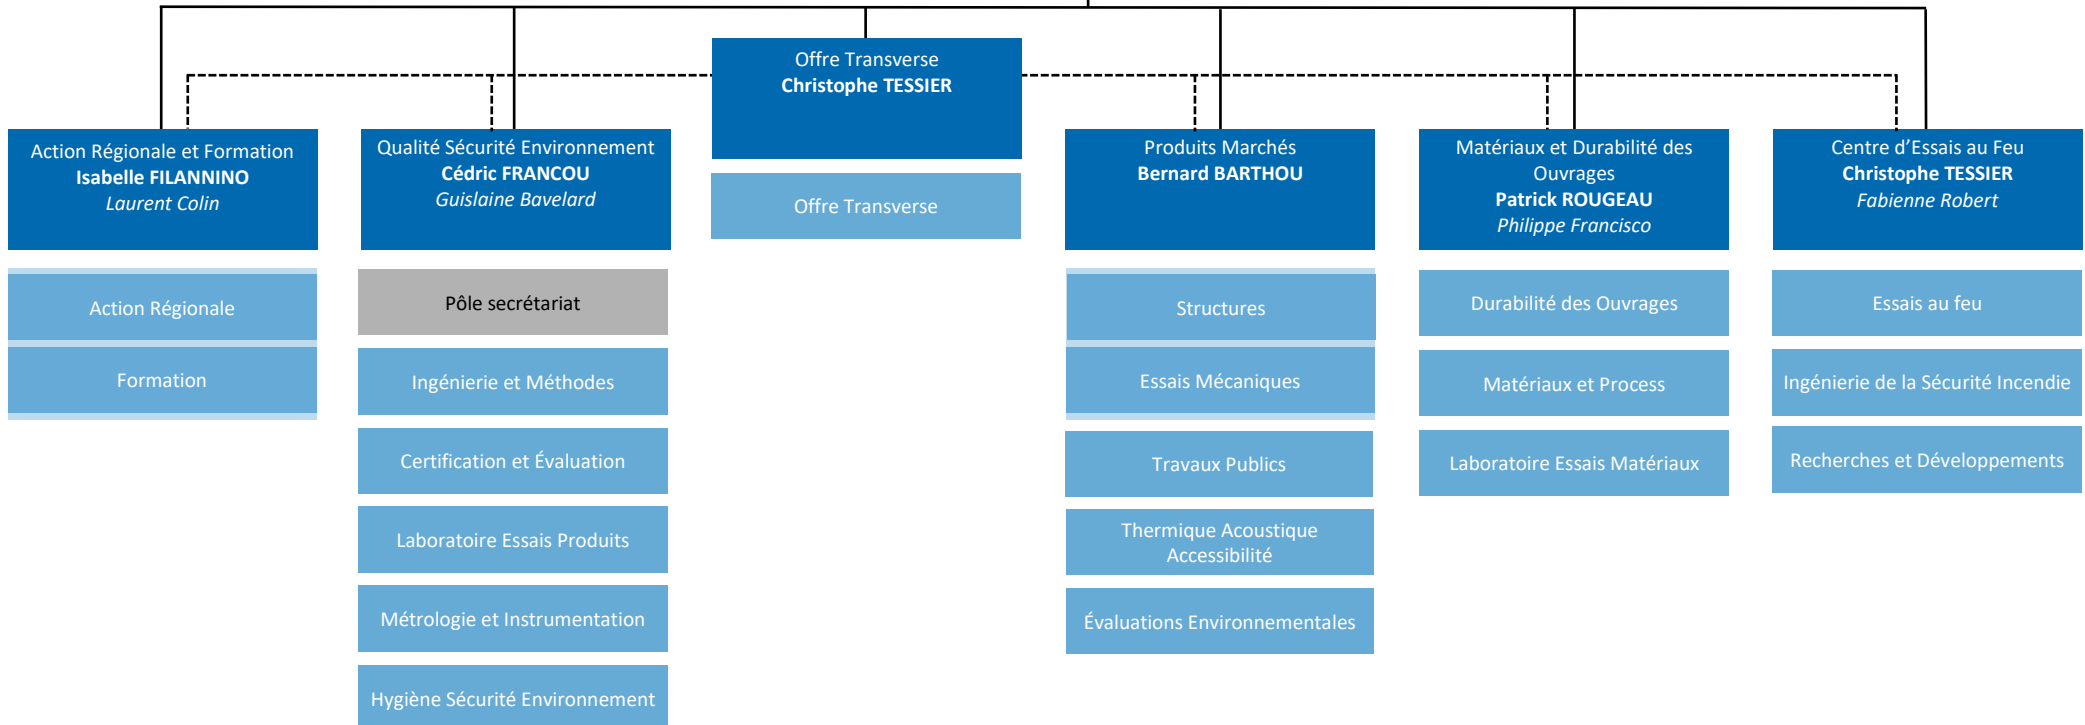 Offre Transverse
Christophe TESSIER
Offre Transverse
Action Régionale et Formation
Isabelle FILANNINO
Laurent Colin
Action Régionale
Formation
Qualité Sécurité Environnement
Cédric FRANCOU
Guislaine Bavelard
Pôle secrétariat
Ingénierie et Méthodes
Certification et Évaluation
Laboratoire Essais Produits
Métrologie et Instrumentation
Hygiène Sécurité Environnement
Produits Marchés
Bernard BARTHOU
Structures
Essais Mécaniques
Travaux Publics
Thermique Acoustique
Accessibilité
Évaluations Environnementales
Matériaux et Durabilité des
Ouvrages
Patrick ROUGEAU
Philippe Francisco
Durabilité des Ouvrages
Matériaux et Process
Laboratoire Essais Matériaux
Centre d’Essais au Feu
Christophe TESSIER
Fabienne Robert
Essais au feu
Ingénierie de la Sécurité Incendie
Recherches et Développements